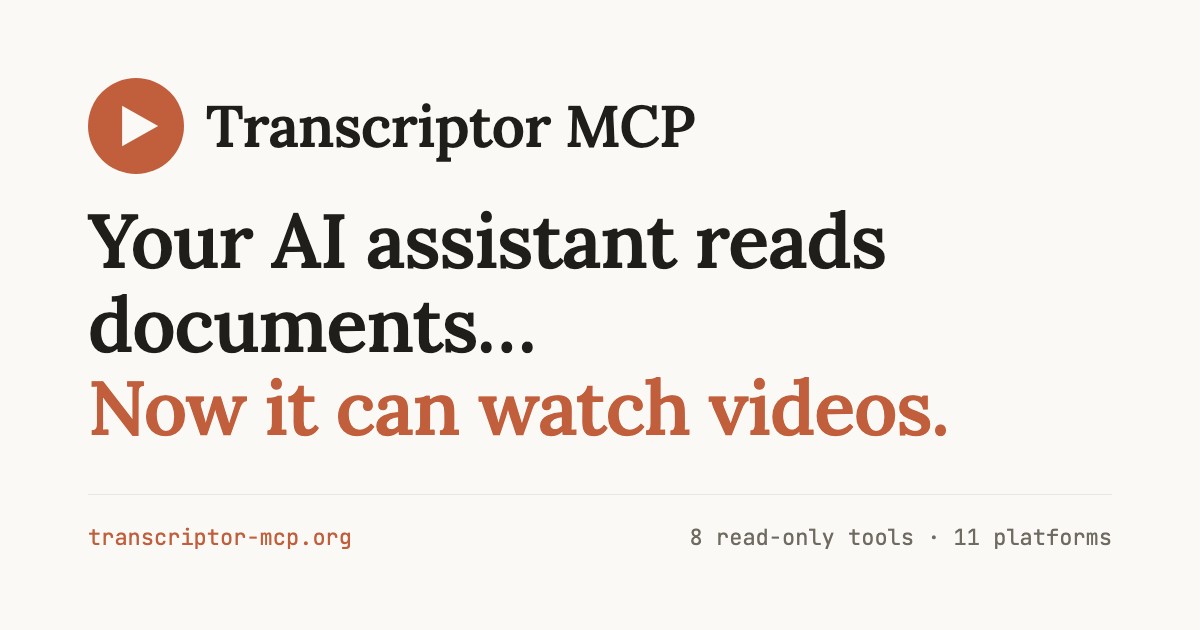 Transcriptor MCP
Your AI assistant reads
documents...
Now it can watch videos.
transcriptor-mcp.org
8 read-only tools · 11 platforms